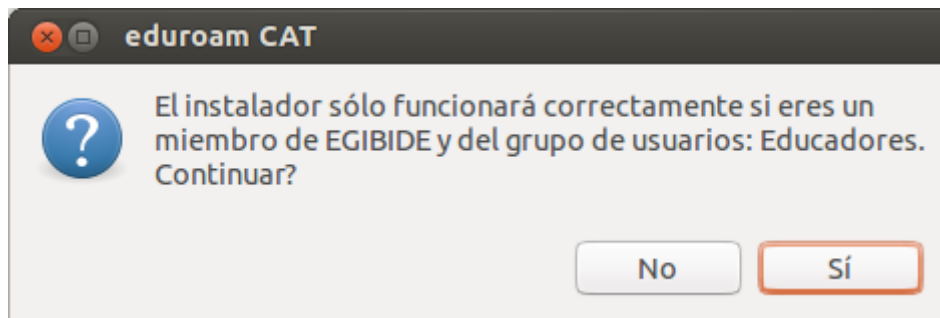 eduroam CAT
El instalador sólo funcionará correctamente si eres un
miembro de EGIBIDE y del grupo de usuarios: Educadores.
Continuar?
No Sí